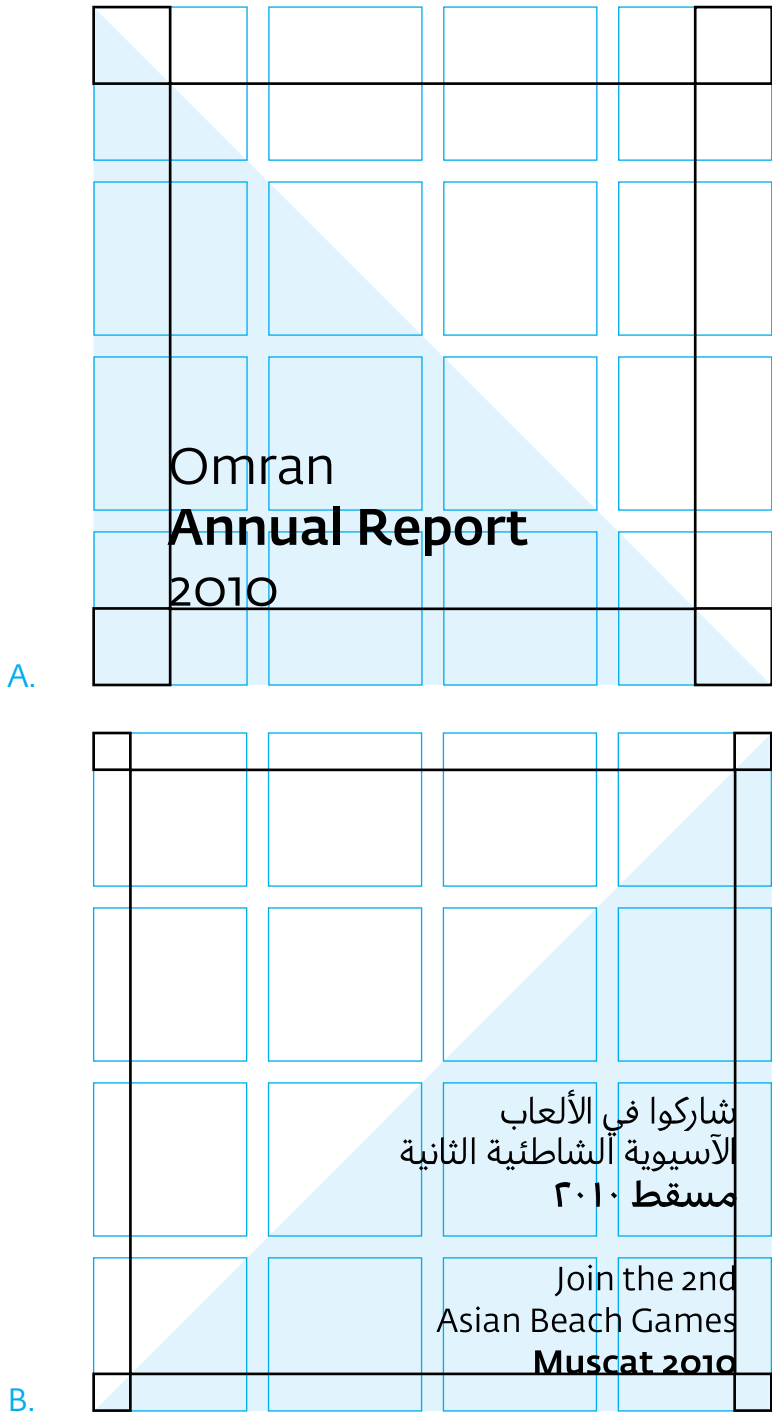 Omran
Annual Report
2010
A.
شاركوا في الألعاب
الآسيوية الشاطئية الثانية
مسقط ٢٠١٠
Join the 2nd
Asian Beach Games
Muscat 2010
B.